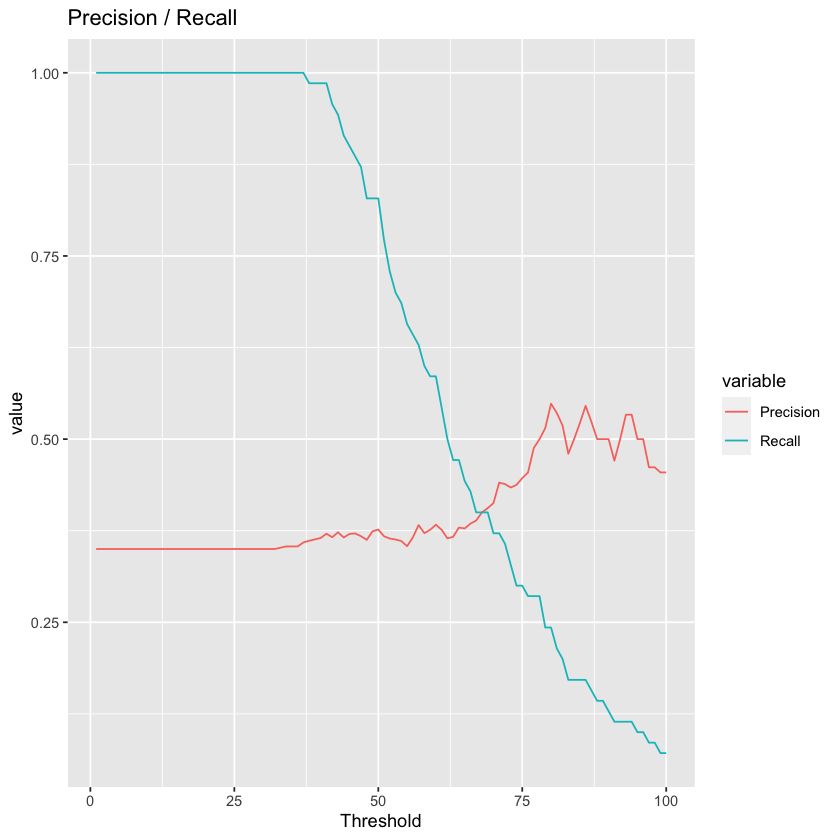 Precision / Recall
1.00
0.75
0.50
0.25
value
0 25 50 75 100
Threshold
variable
Precision
Recall